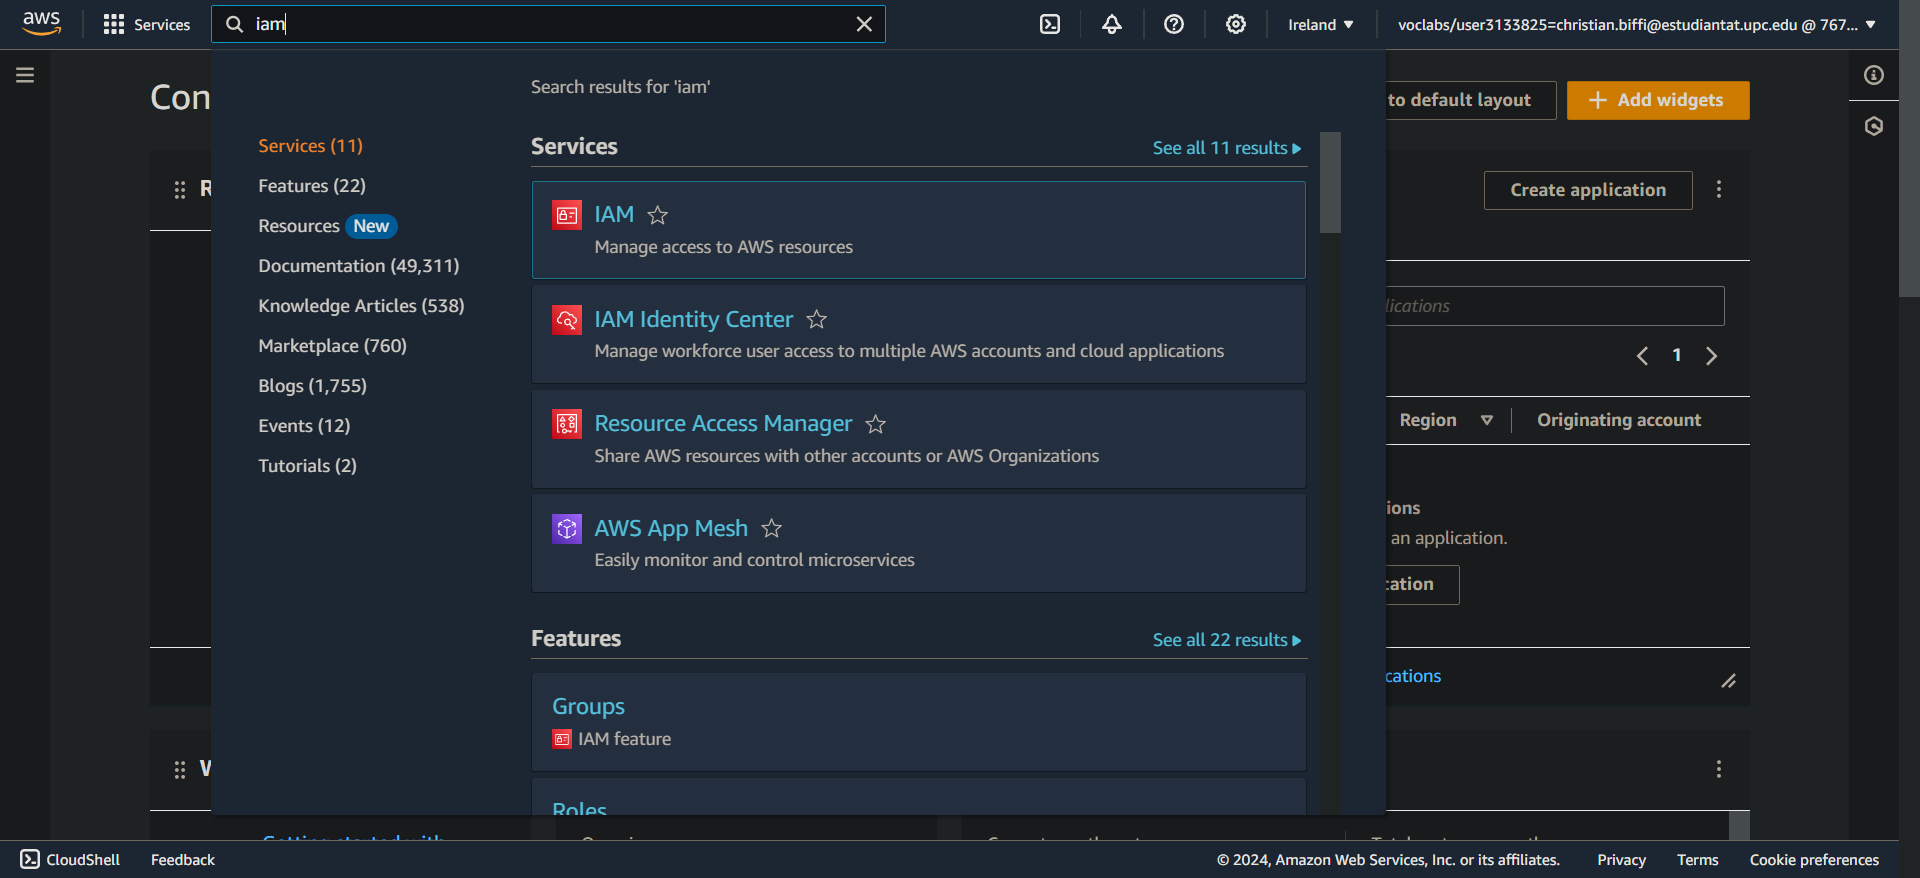 aws
Services
iam
Ireland
voclabs/user3133825=christian.biffi@estudiantat.upc.edu @ 767...
Con
to default layout
Add widgets
Search results for 'iam'
Services (11)
Features (22)
Resources New
Documentation (49,311)
Knowledge Articles (538)
Marketplace (760)
Blogs (1,755)
Events (12)
Tutorials (2)
Services
See all 11 results
IAM
Manage access to AWS resources
IAM Identity Center
Manage workforce user access to multiple AWS accounts and cloud applications
Resource Access Manager
Share AWS resources with other accounts or AWS Organizations
AWS App Mesh
Easily monitor and control microservices
Features
See all 22 results
Groups
IAM feature
Roles
Create application
lications
1
Region
Originating account
ions
an application.
cation
cations
Getting started with
CloudShell
Feedback
© 2024, Amazon Web Services, Inc. or its affiliates.
Privacy
Terms
Cookie preferences